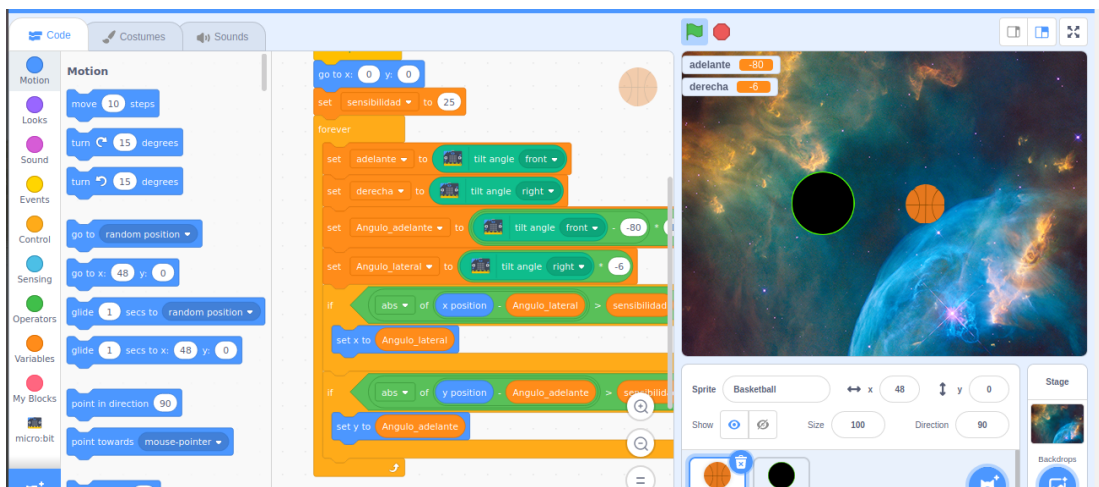 Code Costumes Sounds
Motion
Looks
Sound
Events
Control
Sensing
Operators
Variables
My Blocks
micro:bit
Motion
move 10 steps
turn 15 degrees
turn 15 degrees
go to random position
go to x: 48 y: 0
glide 1 secs to random position
glide 1 secs to x: 48 y: 0
point in direction 90
point towards mouse-pointer
go to x: 0 y: 0
set sensibilidad to 25
forever
set adelante to tilt angle front
set derecha to tilt angle right
set Angulo_adelante to tilt angle front - -80 *
set Angulo_lateral to tilt angle right * -6
if abs of x position - Angulo_lateral > sensibilidad
set x to Angulo_lateral
if abs of y position - Angulo_adelante >
set y to Angulo_adelante
adelante -80
derecha -6
Sprite Basketball x 48 y 0
Show Size 100 Direction 90
Stage
Backdrops